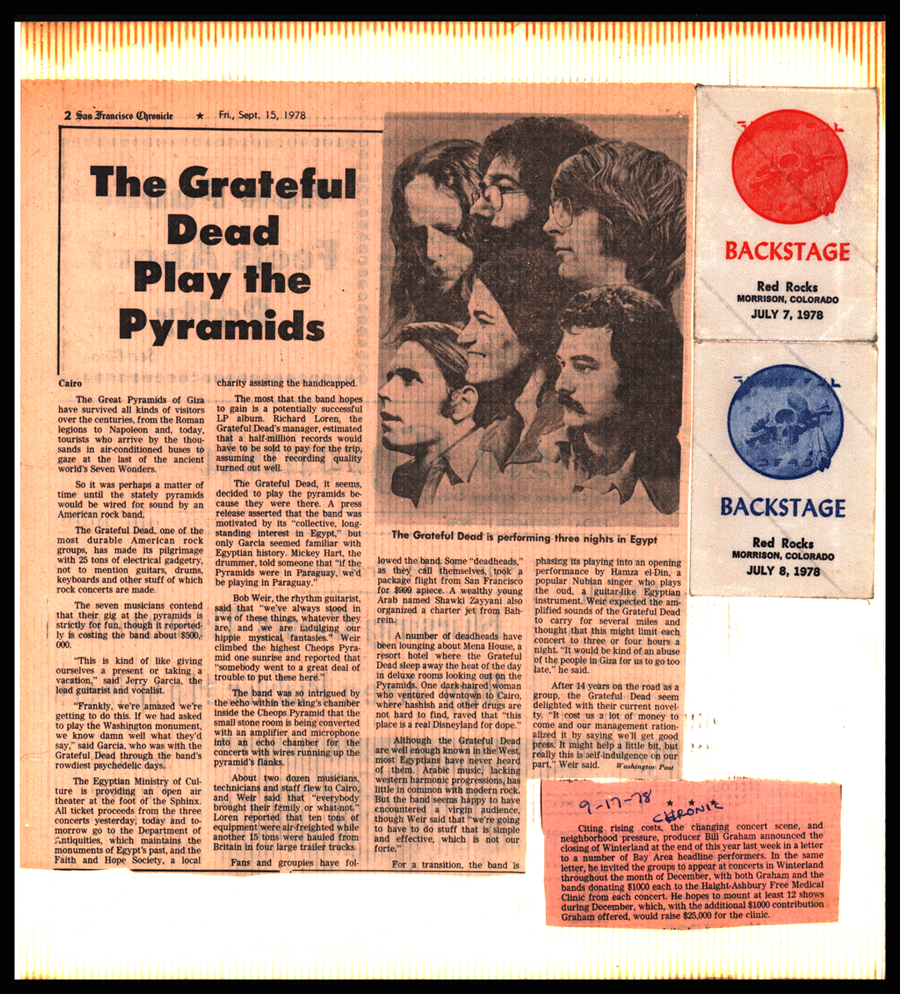 2 San Francisco Chronicle ★ Fri., Sept. 15, 1978
The Grateful
Dead
Play the
Pyramids
Cairo
The Great Pyramids of Giza
have survived all kinds of visitors
over the centuries, from the Roman
legions to Napoleon and, today,
tourists who arrive by the thou-
sands in air-conditioned buses to
gaze at the last of the ancient
world's Seven Wonders.
So it was perhaps a matter of
time until the stately pyramids
would be wired for sound by an
American rock band.
The Grateful Dead, one of the
most durable American rock
groups, has made its pilgrimage
with 25 tons of electrical gadgetry,
not to mention guitars, drums,
keyboards and other stuff of which
rock concerts are made.
The seven musicians contend
that their gig at the pyramids is
strictly for fun, though it reported-
ly is costing the band about $500,-
000.
"This is kind of like giving
ourselves a present or taking a
vacation," said Jerry Garcia, the
lead guitarist and vocalist.
"Frankly, we're amazed we're
getting to do this. If we had asked
to play the Washington monument,
we know damn well what they'd
say," said Garcia, who was with the
Grateful Dead through the band's
rowdiest psychedelic days.
The Egyptian Ministry of Cul-
ture is providing an open air
theater at the foot of the Sphinx.
All ticket proceeds from the three
concerts yesterday, today and to-
morrow go to the Department of
Antiquities, which maintains the
monuments of Egypt's past, and the
Faith and Hope Society, a local
charity assisting the handicapped.
The most that the band hopes
to gain is a potentially successful
LP album. Richard Loren, the
Grateful Dead's manager, estimated
that a half-million records would
have to be sold to pay for the trip,
assuming the recording quality
turned out well.
The Grateful Dead, it seems,
decided to play the pyramids be-
cause they were there. A press
release asserted that the band was
motivated by its "collective, long-
standing interest in Egypt," but
only Garcia seemed familiar with
Egyptian history. Mickey Hart, the
drummer, told someone that "if the
Pyramids were in Paraguay, we'd
be playing in Paraguay."
Bob Weir, the rhythm guitarist,
said that "we've always stood in
awe of these things, whatever they
are, and we are indulging our
hippie mystical fantasies." Weir
climbed the highest Cheops Pyra-
mid one sunrise and reported that
"somebody went to a great deal of
trouble to put these here."
The band was so intrigued by
the echo within the king's chamber
inside the Cheops Pyramid that the
small stone room is being converted
with an amplifier and microphone
into an echo chamber for the
concerts with wires running up the
pyramid's flanks.
About two dozen musicians,
technicians and staff flew to Cairo,
and Weir said that "everybody
brought their family or what-not."
Loren reported that ten tons of
equipment were air-freighted while
another 15 tons were hauled from
Britain in four large trailer trucks.
Fans and groupies have fol-
The Grateful Dead is performing three nights in Egypt
lowed the band. Some "deadheads,"
as they call themselves, took a
package flight from San Francisco
for $999 apiece. A wealthy young
Arab named Shawki Zayyani also
organized a charter jet from Bah-
rein.
A number of deadheads have
been lounging about Mena House, a
resort hotel where the Grateful
Dead sleep away the heat of the day
in deluxe rooms looking out on the
Pyramids. One dark-haired woman
who ventured downtown to Cairo,
where hashish and other drugs are
not hard to find, raved that "this
place is a real Disneyland for dope."
Although the Grateful Dead
are well enough known in the West,
most Egyptians have never heard
of them. Arabic music, lacking
western harmonic progressions, has
little in common with modern rock.
But the band seems happy to have
encountered a virgin audience,
though Weir said that "we're going
to have to do stuff that is simple
and effective, which is not our
forte."
For a transition, the band is
phasing its playing into an opening
performance by Hamza el-Din, a
popular Nubian singer who plays
the oud, a guitar-like Egyptian
instrument. Weir expected the am-
plified sounds of the Grateful Dead
to carry for several miles and
thought that this might limit each
concert to three or four hours a
night. "It would be kind of an abuse
of the people in Giza for us to go too
late," he said.
After 14 years on the road as a
group, the Grateful Dead seem
delighted with their current novel-
ty. "It cost us a lot of money to
come and our management ration-
alized it by saying we'll get good
press. It might help a little bit, but
really this is self-indulgence on our
part," Weir said. Washington Post
BACKSTAGE
Red Rocks
MORRISON, COLORADO
JULY 7, 1978
BACKSTAGE
Red Rocks
MORRISON, COLORADO
JULY 8, 1978
9-17-78
CHRONIE
Citing rising costs, the changing concert scene, and
neighborhood pressure, producer Bill Graham announced the
closing of Winterland at the end of this year last week in a letter
to a number of Bay Area headline performers. In the same
letter, he invited the groups to appear at concerts in Winterland
throughout the month of December, with both Graham and the
bands donating $1000 each to the Haight-Ashbury Free Medical
Clinic from each concert. He hopes to mount at least 12 shows
during December, which, with the additional $1000 contribution
Graham offered, would raise $25,000 for the clinic.